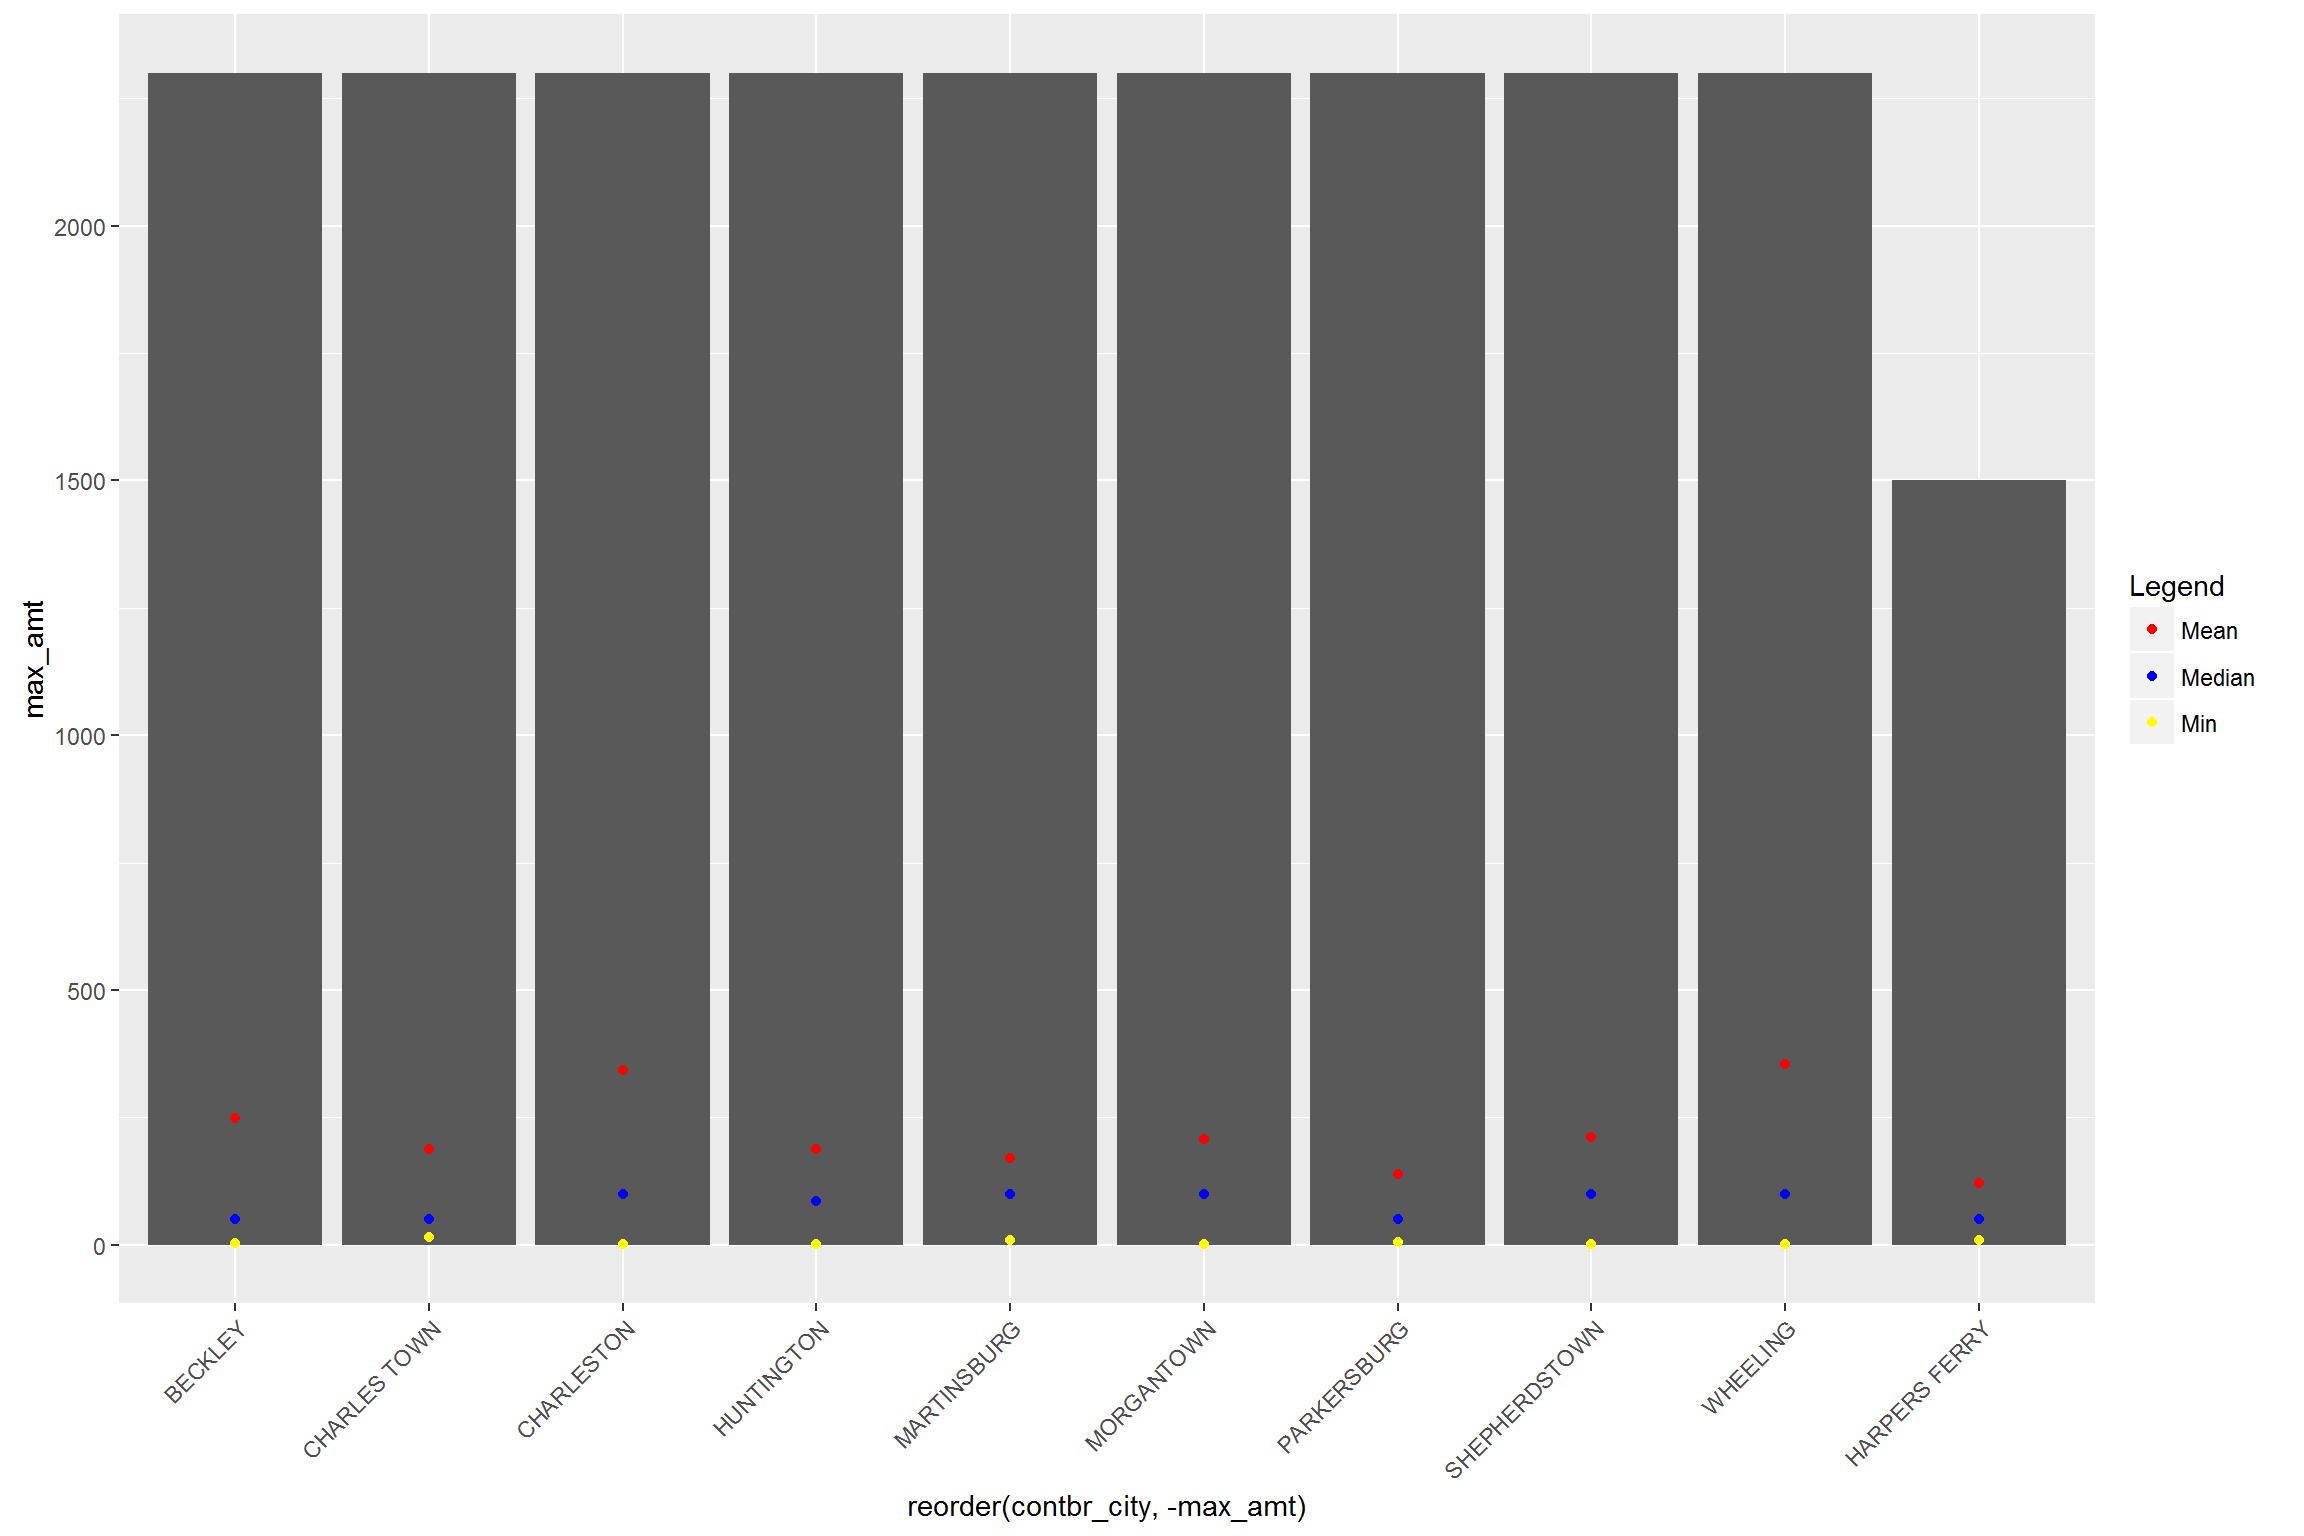 max_amt
2000
1500
1000
500
0
BECKLEY
CHARLES TOWN
CHARLESTON
HUNTINGTON
MARTINSBURG
MORGANTOWN
PARKERSBURG
SHEPHERDSTOWN
WHEELING
HARPERS FERRY
reorder(contbr_city, -max_amt)
Legend
Mean
Median
Min